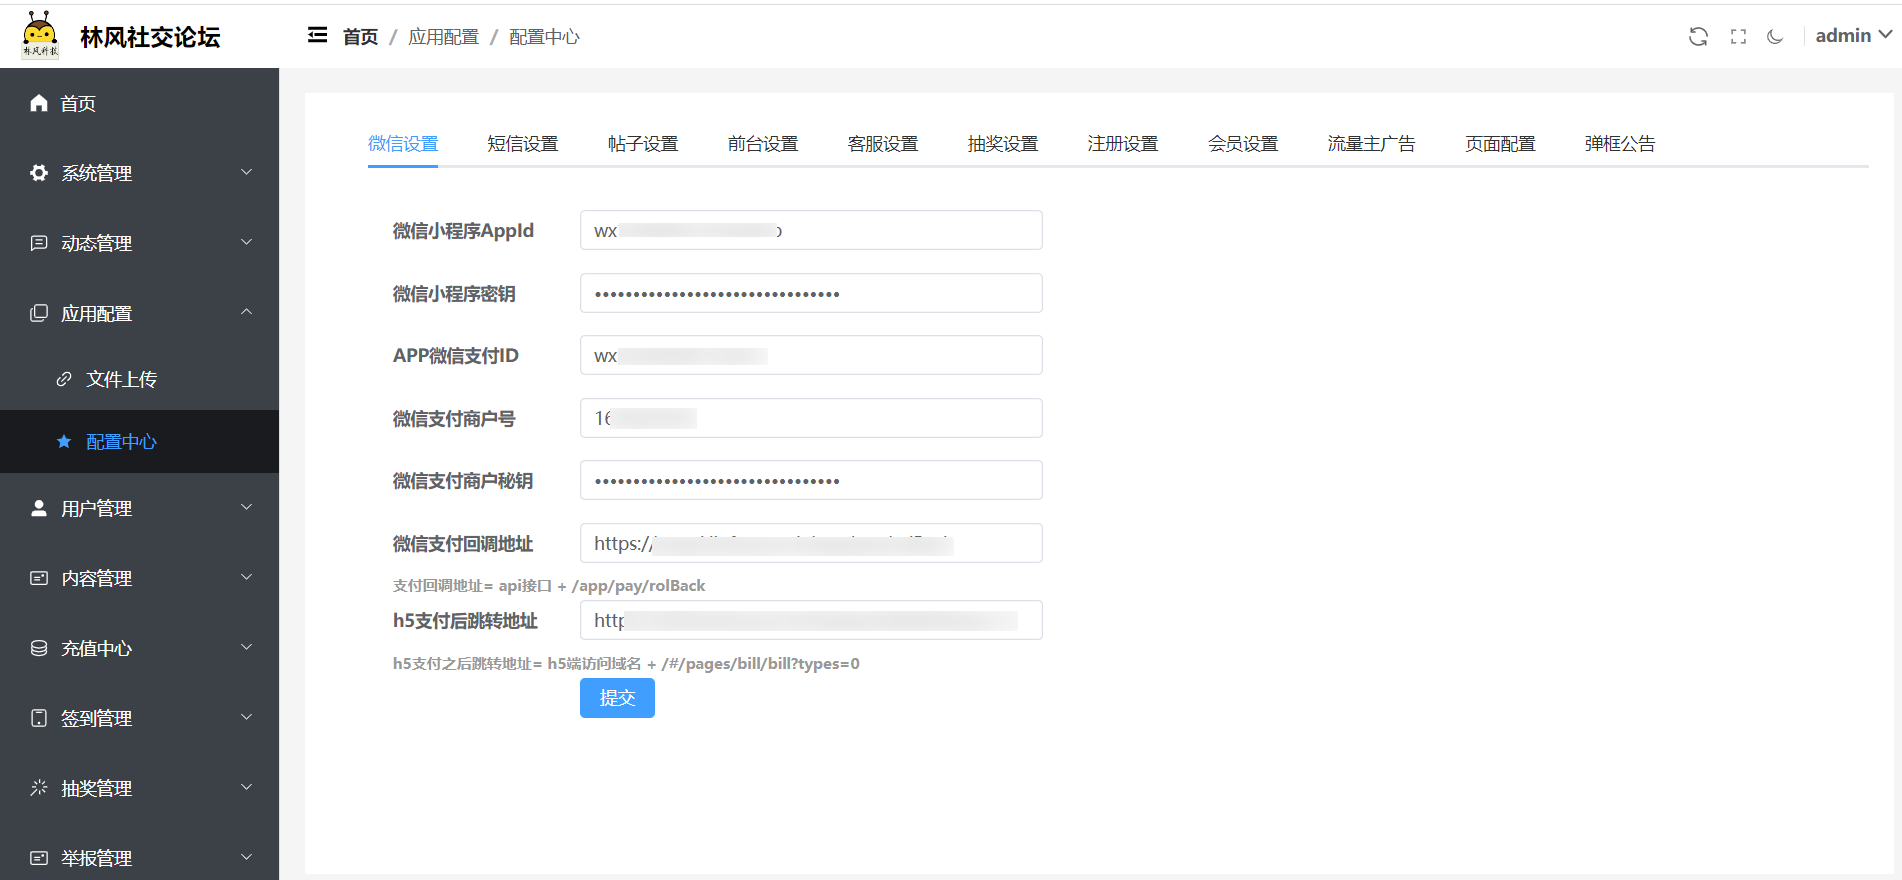 林风科技
林风社交论坛
首页 / 应用配置 / 配置中心
admin
首页
系统管理
动态管理
应用配置
文件上传
配置中心
用户管理
内容管理
充值中心
签到管理
抽奖管理
举报管理
微信设置 短信设置 帖子设置 前台设置 客服设置 抽奖设置 注册设置 会员设置 流量主广告 页面配置 弹框公告
微信小程序AppId wx
微信小程序密钥 ••••••••••••••••••••••••••••••••
APP微信支付ID wx
微信支付商户号 16
微信支付商户秘钥 ••••••••••••••••••••••••••••••••
微信支付回调地址 https://
支付回调地址= api接口 + /app/pay/rolBack
h5支付后跳转地址 http
h5支付之后跳转地址= h5端访问域名 + /#/pages/bill/bill?types=0
提交